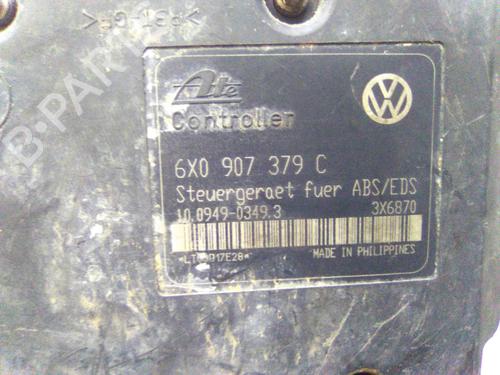 Ate
Controller
6X0 907 379 C
Steuergeraet fuer ABS/EDS
10.0949-0349.3 3X6870
MADE IN PHILIPPINES
B-PARTS